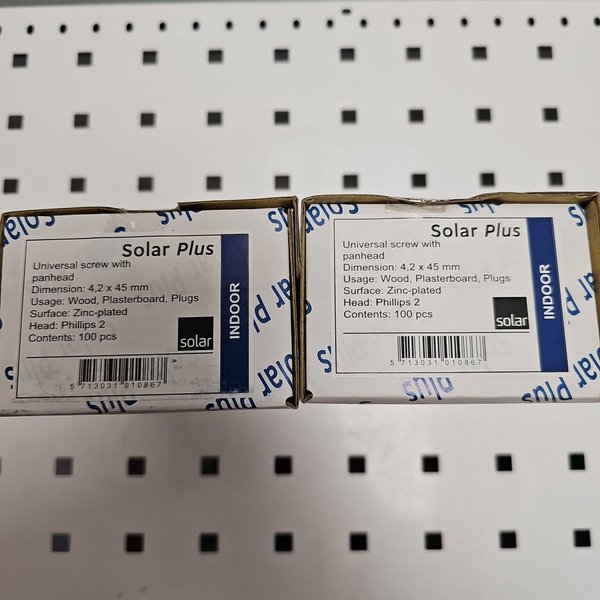 Solar Plus
Universal screw with
panhead
Dimension: 4,2 x 45 mm
Usage: Wood, Plasterboard, Plugs
Surface: Zinc-plated
Head: Phillips 2
Contents: 100 pcs
solar
INDOOR
5 713031 010867
Solar Plus
Universal screw with
panhead
Dimension: 4,2 x 45 mm
Usage: Wood, Plasterboard, Plugs
Surface: Zinc-plated
Head: Phillips 2
Contents: 100 pcs
solar
INDOOR
5 713031 010867